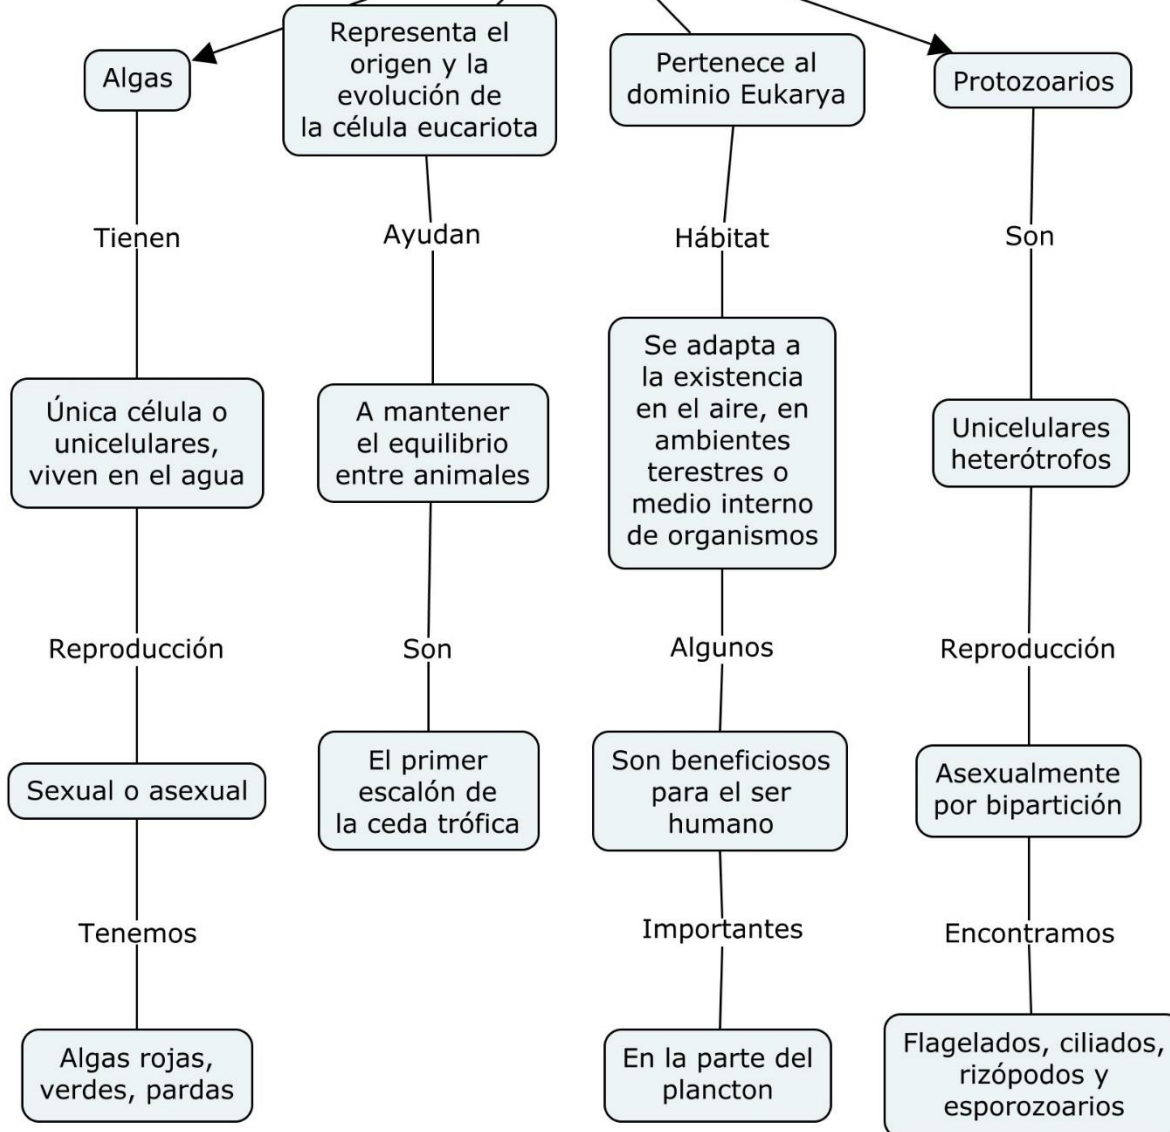 Algas
Tienen
Única célula o
unicelulares,
viven en el agua
Reproducción
Sexual o asexual
Tenemos
Algas rojas,
verdes, pardas
Representa el
origen y la
evolución de
la célula eucariota
Ayudan
A mantener
el equilibrio
entre animales
Son
El primer
escalón de
la ceda trófica
Pertenece al
dominio Eukarya
Hábitat
Se adapta a
la existencia
en el aire, en
ambientes
terestres o
medio interno
de organismos
Algunos
Son beneficiosos
para el ser
humano
Importantes
En la parte del
plancton
Protozoarios
Son
Unicelulares
heterótrofos
Reproducción
Asexualmente
por bipartición
Encontramos
Flagelados, ciliados,
rizópodos y
esporozoarios